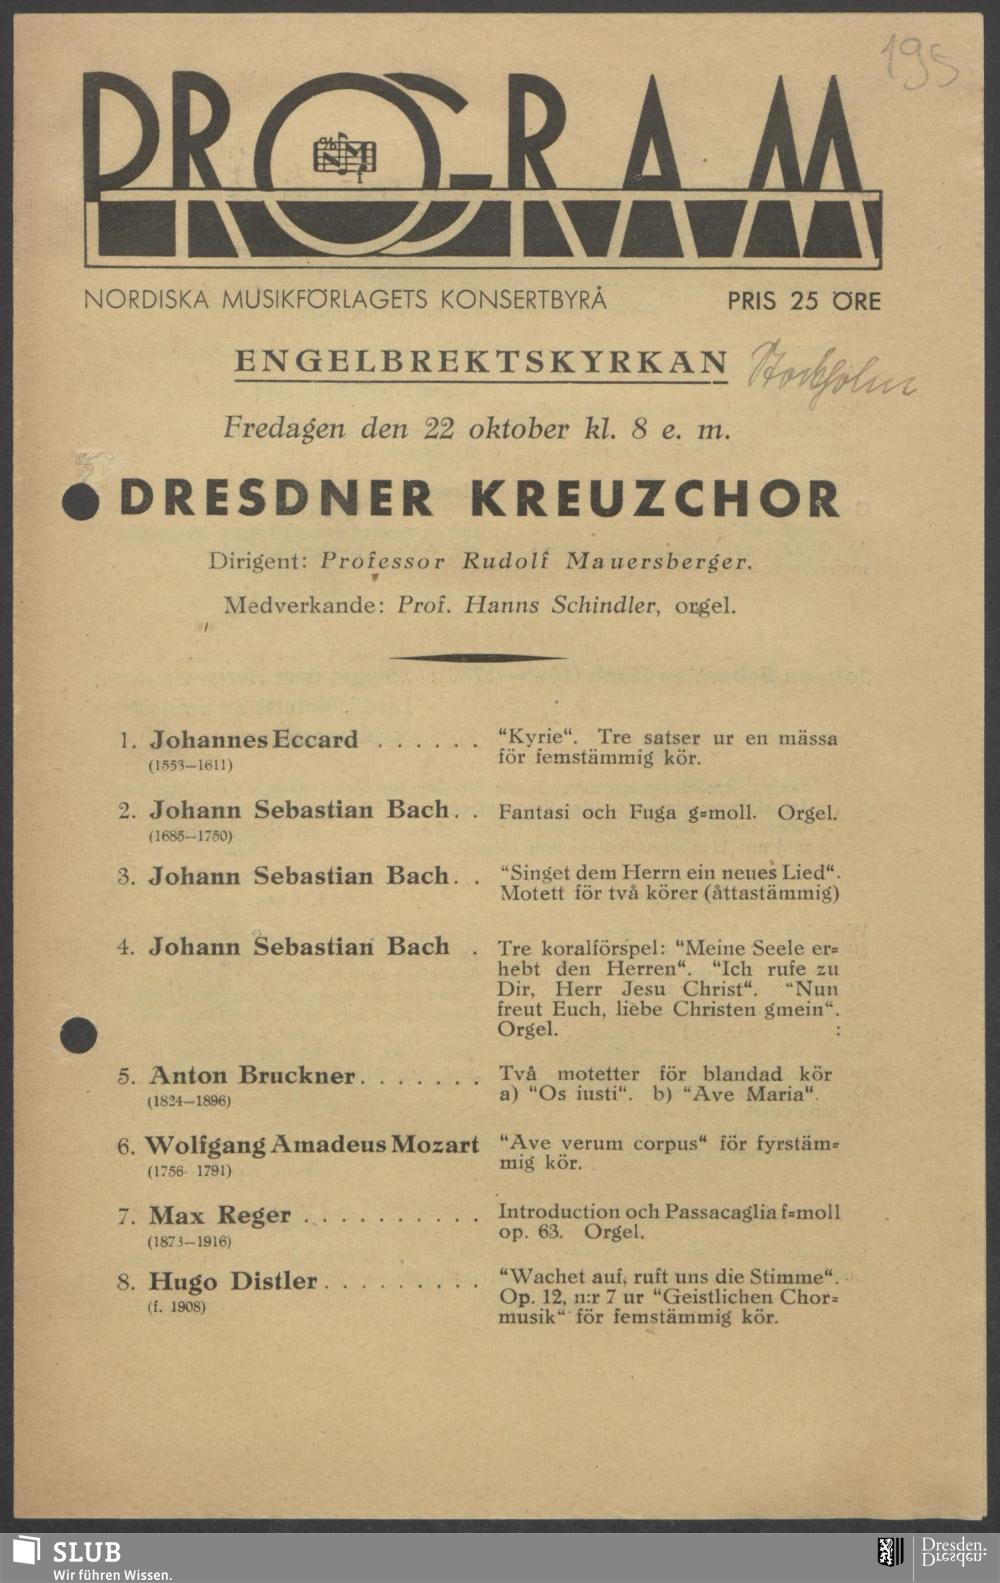 195
PROGRAM
NORDISKA MUSIKFÖRLAGETS KONSERTBYRÅ PRIS 25 ÖRE
ENGELBREKTSKYRKAN Stockholm
Fredagen den 22 oktober kl. 8 e. m.
DRESDNER KREUZCHOR
Dirigent: Professor Rudolf Mauersberger.
Medverkande: Prof. Hanns Schindler, orgel.
1. Johannes Eccard . . . . . . "Kyrie“. Tre satser ur en mässa
(1553—1611) för femstämmig kör.
2. Johann Sebastian Bach. . Fantasi och Fuga g=moll. Orgel.
(1685—1750)
3. Johann Sebastian Bach. . "Singet dem Herrn ein neues Lied“.
Motett för två körer (åttastämmig)
4. Johann Sebastian Bach . Tre koralförspel: "Meine Seele er=
hebt den Herren“. "Ich rufe zu
Dir, Herr Jesu Christ“. "Nun
freut Euch, liebe Christen gmein“.
Orgel. :
5. Anton Bruckner. . . . . . . Två motetter för blandad kör
(1824—1896) a) "Os iusti“. b) "Ave Maria“.
6. Wolfgang Amadeus Mozart "Ave verum corpus“ för fyrstäm=
(1756- 1791) mig kör.
7. Max Reger . . . . . . . . . . Introduction och Passacaglia f=moll
(1873—1916) op. 63. Orgel.
8. Hugo Distler. . . . . . . . . "Wachet auf, ruft uns die Stimme“.
(f. 1908) Op. 12, n:r 7 ur "Geistlichen Chor=
musik“ för femstämmig kör.
SLUB
Wir führen Wissen.
Dresden.
Dresden.